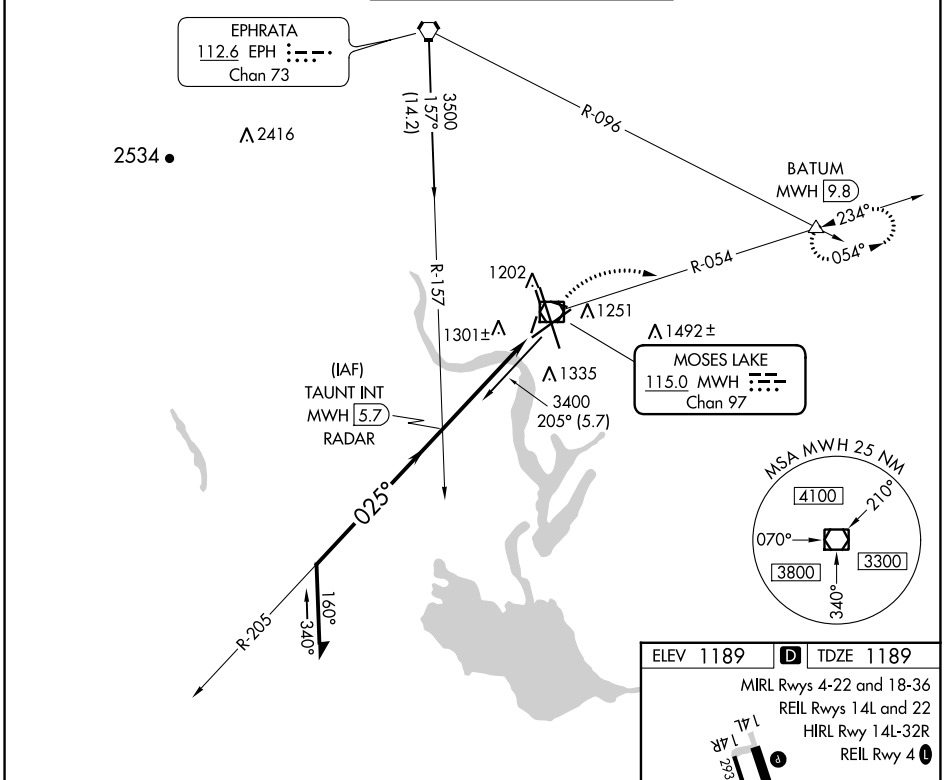 EPHRATA
112.6 EPH
Chan 73
3500
157°
(14.2)
2416
2534
R-096
BATUM
MWH 9.8
234°
054°
R-054
R-157
1202
1251
1301±
1492±
MOSES LAKE
115.0 MWH
Chan 97
(IAF)
TAUNT INT
MWH 5.7
RADAR
1335
3400
205° (5.7)
025°
MSA MWH 25 NM
4100
210°
070°
3800
3300
340°
160°
340°
R-205
ELEV 1189 D TDZE 1189
MIRL Rwys 4-22 and 18-36
REIL Rwys 14L and 22
HIRL Rwy 14L-32R
REIL Rwy 4 L
14L
14R
293